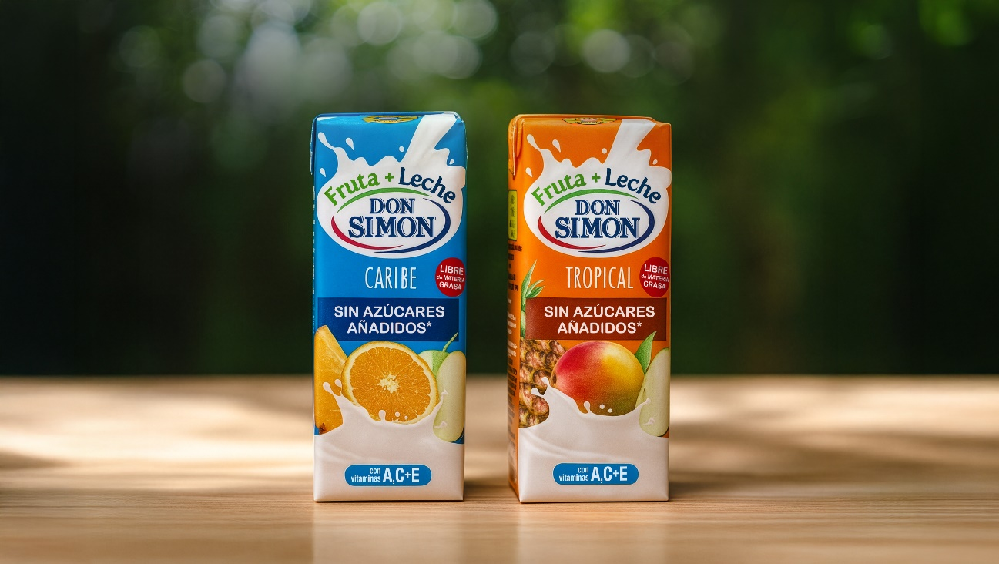 Fruta + Leche
DON
SIMON
CARIBE
LIBRE
de MATERIA
GRASA
SIN AZÚCARES
AÑADIDOS*
con
vitaminas A,C+E
Fruta + Leche
DON
SIMON
TROPICAL
LIBRE
de MATERIA
GRASA
SIN AZÚCARES
AÑADIDOS*
con
vitaminas A,C+E